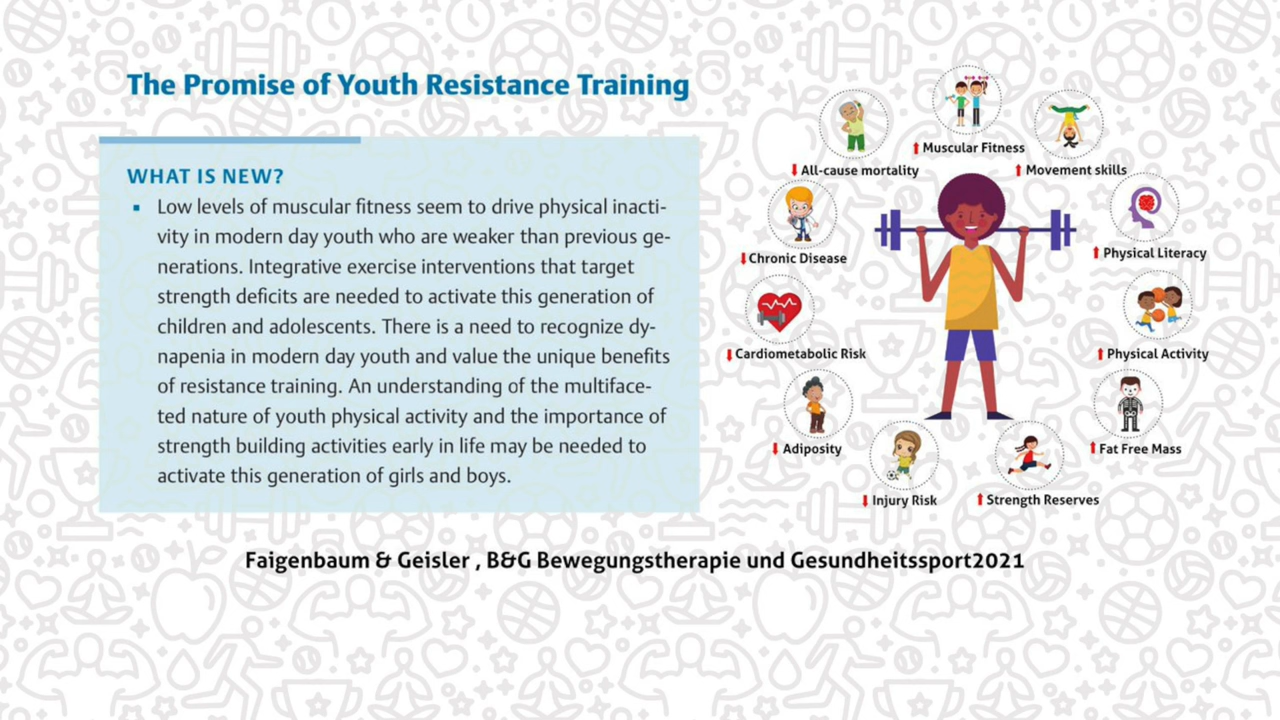 The Promise of Youth Resistance Training
WHAT IS NEW?
▪ Low levels of muscular fitness seem to drive physical inacti-
vity in modern day youth who are weaker than previous ge-
nerations. Integrative exercise interventions that target
strength deficits are needed to activate this generation of
children and adolescents. There is a need to recognize dy-
napenia in modern day youth and value the unique benefits
of resistance training. An understanding of the multiface-
ted nature of youth physical activity and the importance of
strength building activities early in life may be needed to
activate this generation of girls and boys.
⬆ Muscular Fitness
⬇ All-cause mortality
⬆ Movement skills
⬇ Chronic Disease
⬆ Physical Literacy
⬇ Cardiometabolic Risk
⬆ Physical Activity
⬇ Adiposity
⬆ Fat Free Mass
⬇ Injury Risk
⬆ Strength Reserves
Faigenbaum & Geisler , B&G Bewegungstherapie und Gesundheitssport2021